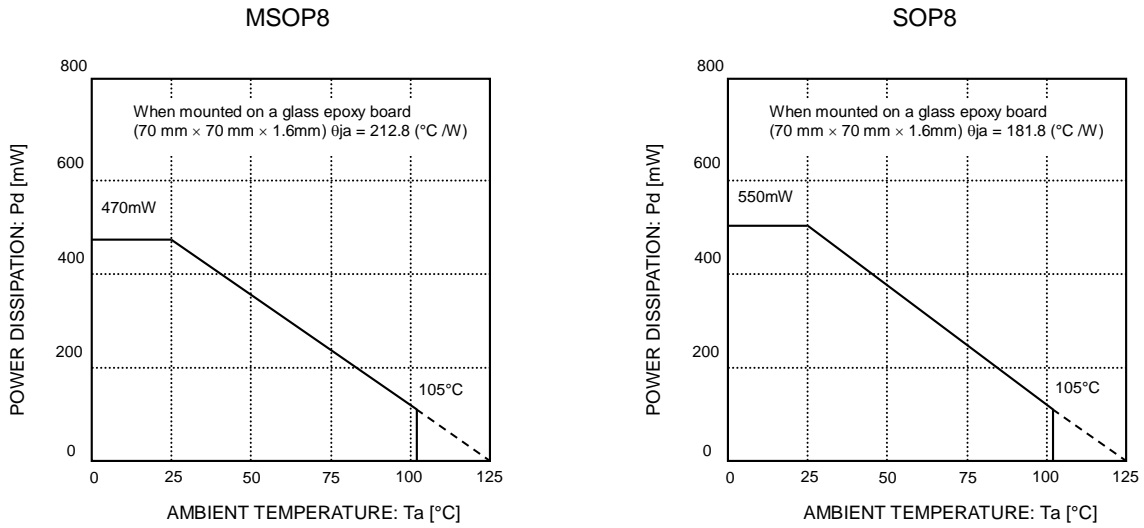 MSOP8
800
When mounted on a glass epoxy board
(70 mm × 70 mm × 1.6mm) θja = 212.8 (°C /W)
600
470mW
400
200
105°C
0
0 25 50 75 100 125
POWER DISSIPATION: Pd [mW]
AMBIENT TEMPERATURE: Ta [°C]
SOP8
800
When mounted on a glass epoxy board
(70 mm × 70 mm × 1.6mm) θja = 181.8 (°C /W)
600
550mW
400
200
105°C
0
0 25 50 75 100 125
POWER DISSIPATION: Pd [mW]
AMBIENT TEMPERATURE: Ta [°C]